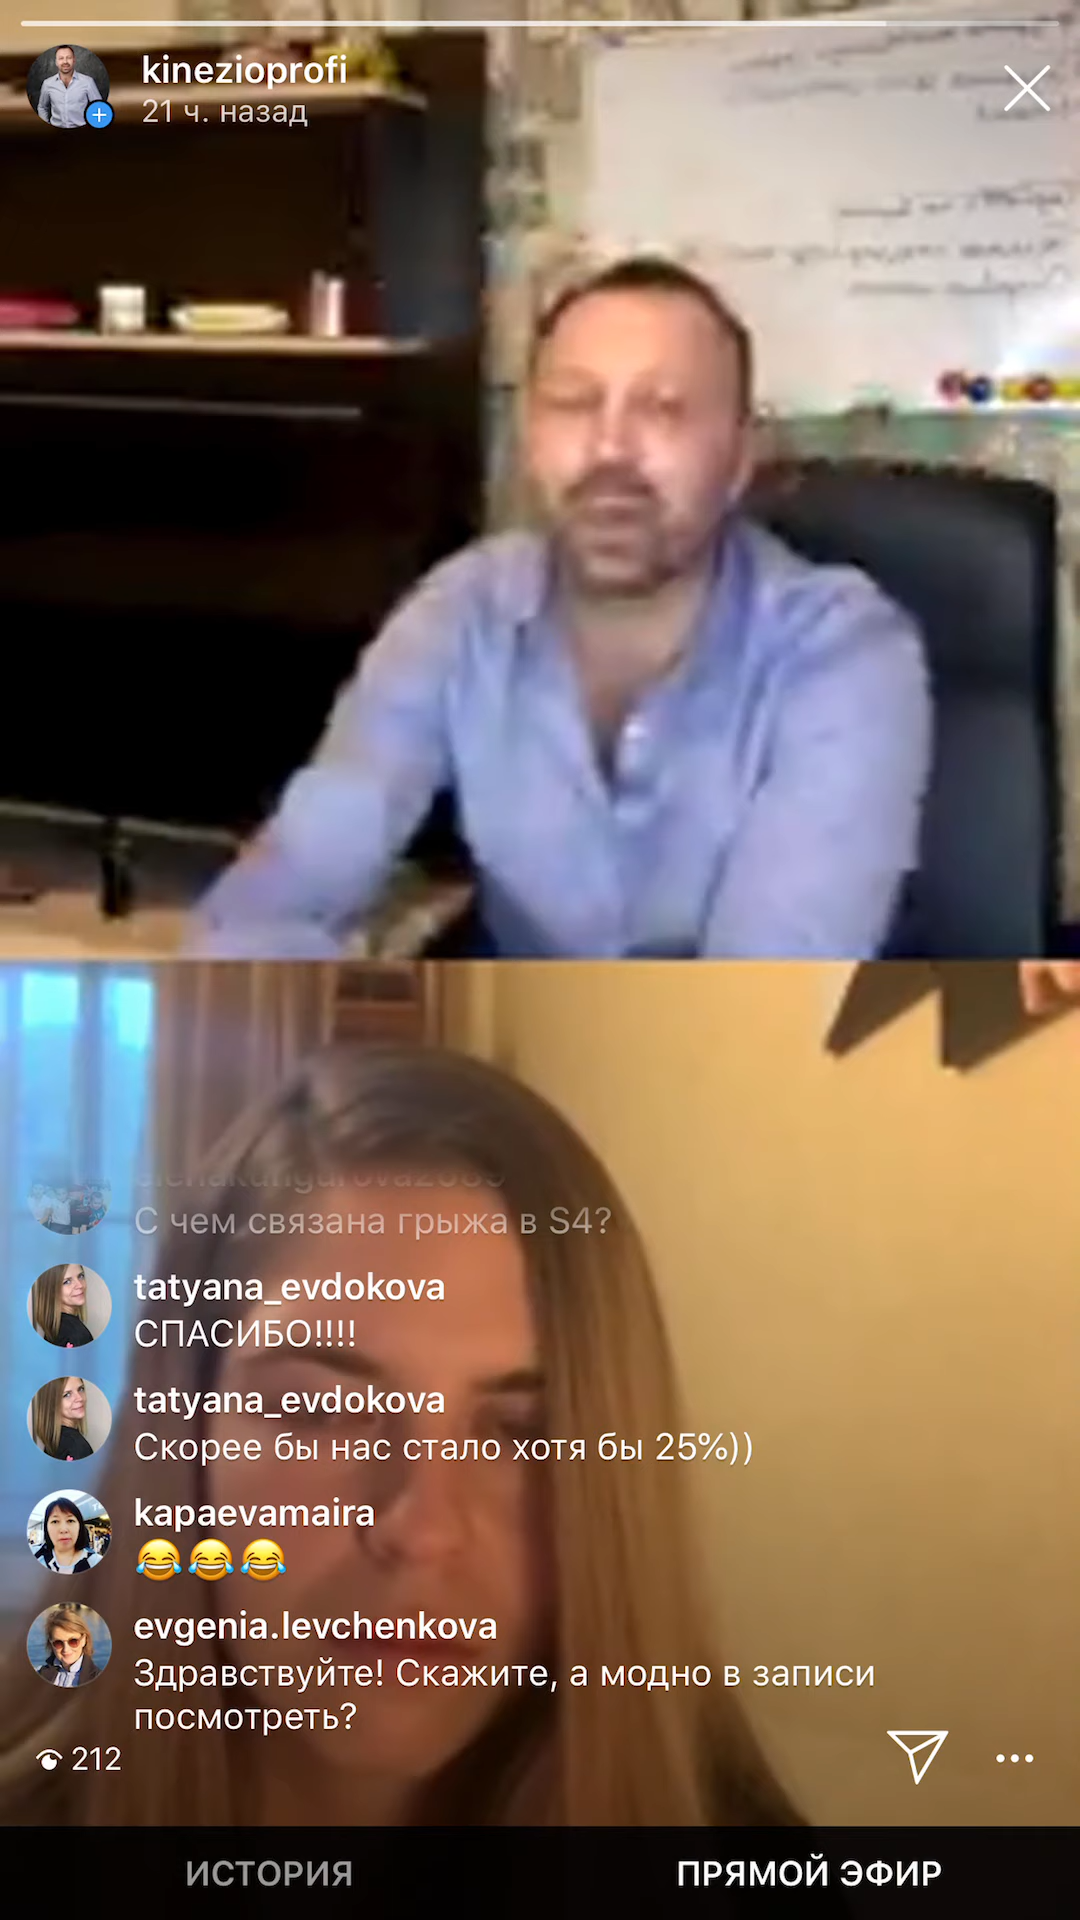 kinezioprofi
21 ч. назад
С чем связана грыжа в S4?
tatyana_evdokova
СПАСИБО!!!!
tatyana_evdokova
Скорее бы нас стало хотя бы 25%))
kapaevamaira
😂😂😂
evgenia.levchenkova
Здравствуйте! Скажите, а модно в записи
посмотреть?
212
ИСТОРИЯ
ПРЯМОЙ ЭФИР